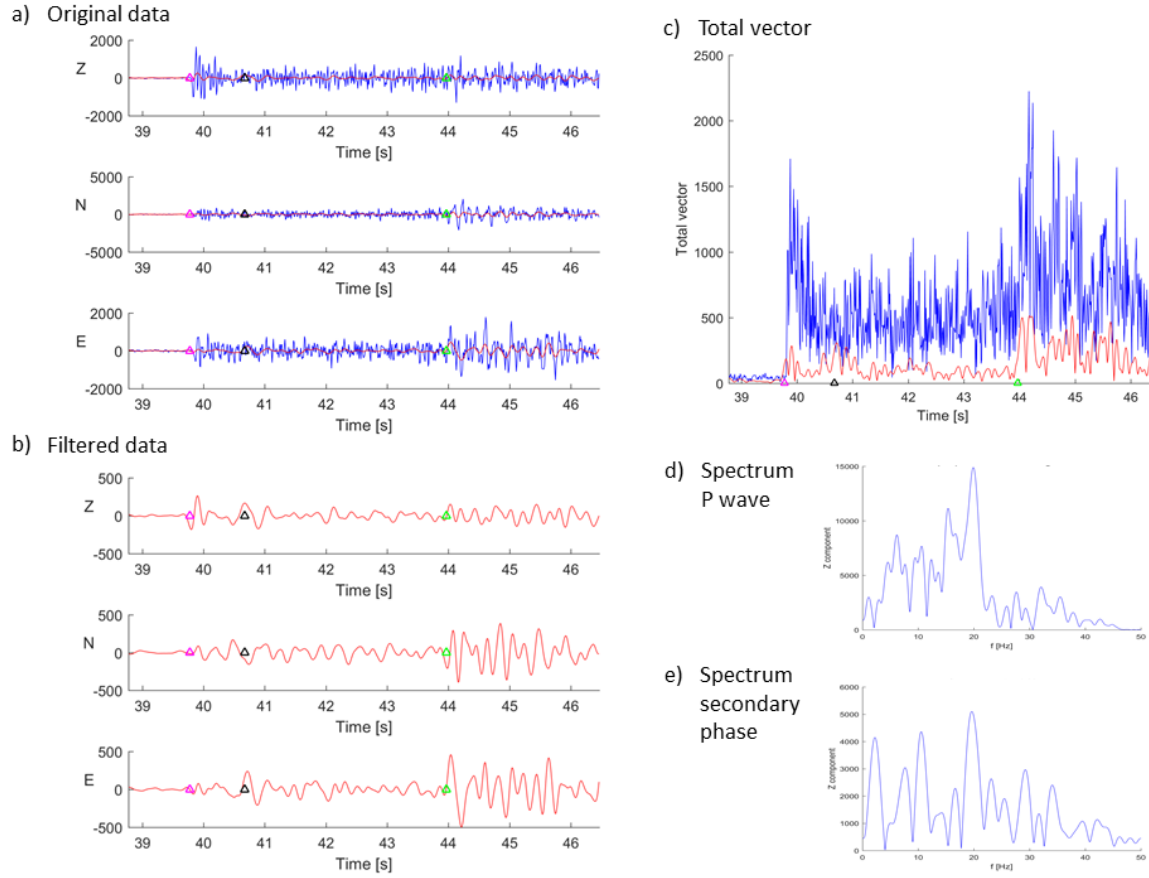 a) Original data
2000
Z
0
-2000
39 40 41 42 43 44 45 46
Time [s]
5000
N
0
-5000
39 40 41 42 43 44 45 46
Time [s]
2000
E
0
-2000
39 40 41 42 43 44 45 46
Time [s]
b) Filtered data
500
Z
0
-500
39 40 41 42 43 44 45 46
Time [s]
500
N
0
-500
39 40 41 42 43 44 45 46
Time [s]
500
E
0
-500
39 40 41 42 43 44 45 46
Time [s]
c) Total vector
2500
2000
1500
1000
500
0
Total vector
39 40 41 42 43 44 45 46
Time [s]
d) Spectrum
P wave
15000
10000
5000
0
Z component
0 10 20 30 40 50
f [Hz]
e) Spectrum
secondary
phase
6000
5000
4000
3000
2000
1000
0
Z component
0 10 20 30 40 50
f [Hz]